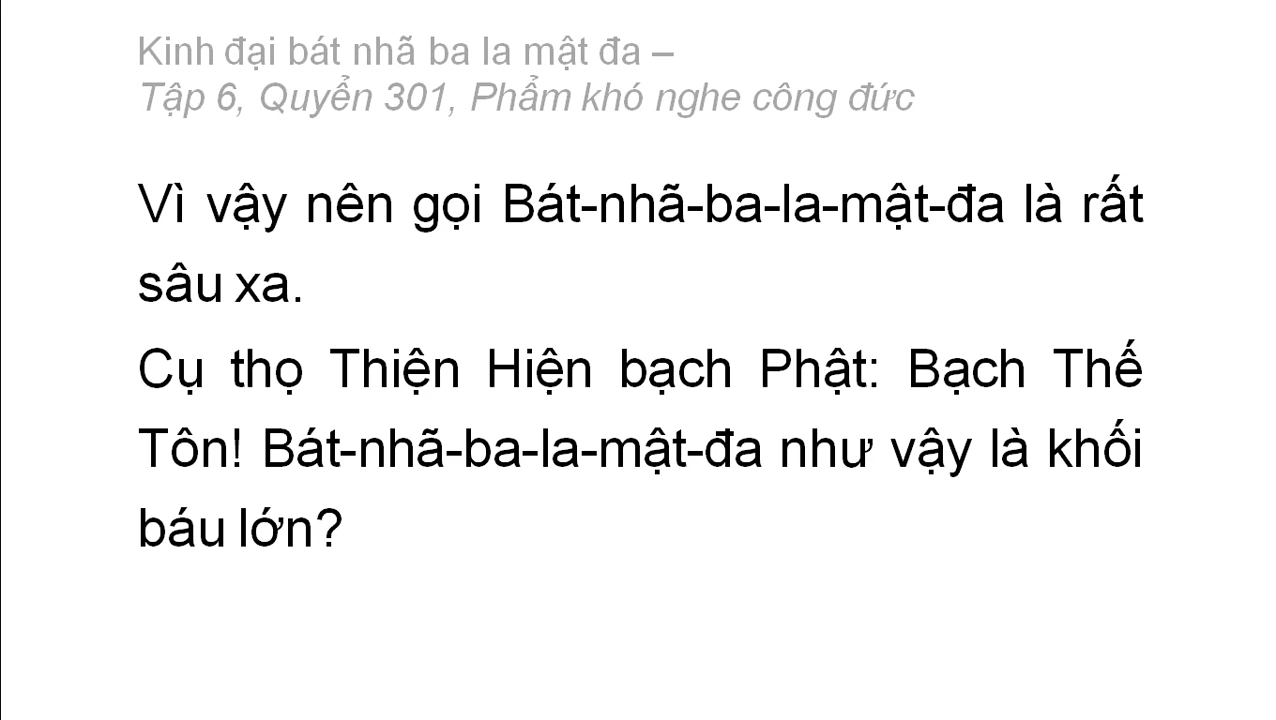 Kinh đại bát nhã ba la mật đa –
Tập 6, Quyển 301, Phẩm khó nghe công đức
Vì vậy nên gọi Bát-nhã-ba-la-mật-đa là rất
sâu xa.
Cụ thọ Thiện Hiện bạch Phật: Bạch Thế
Tôn! Bát-nhã-ba-la-mật-đa như vậy là khối
báu lớn?